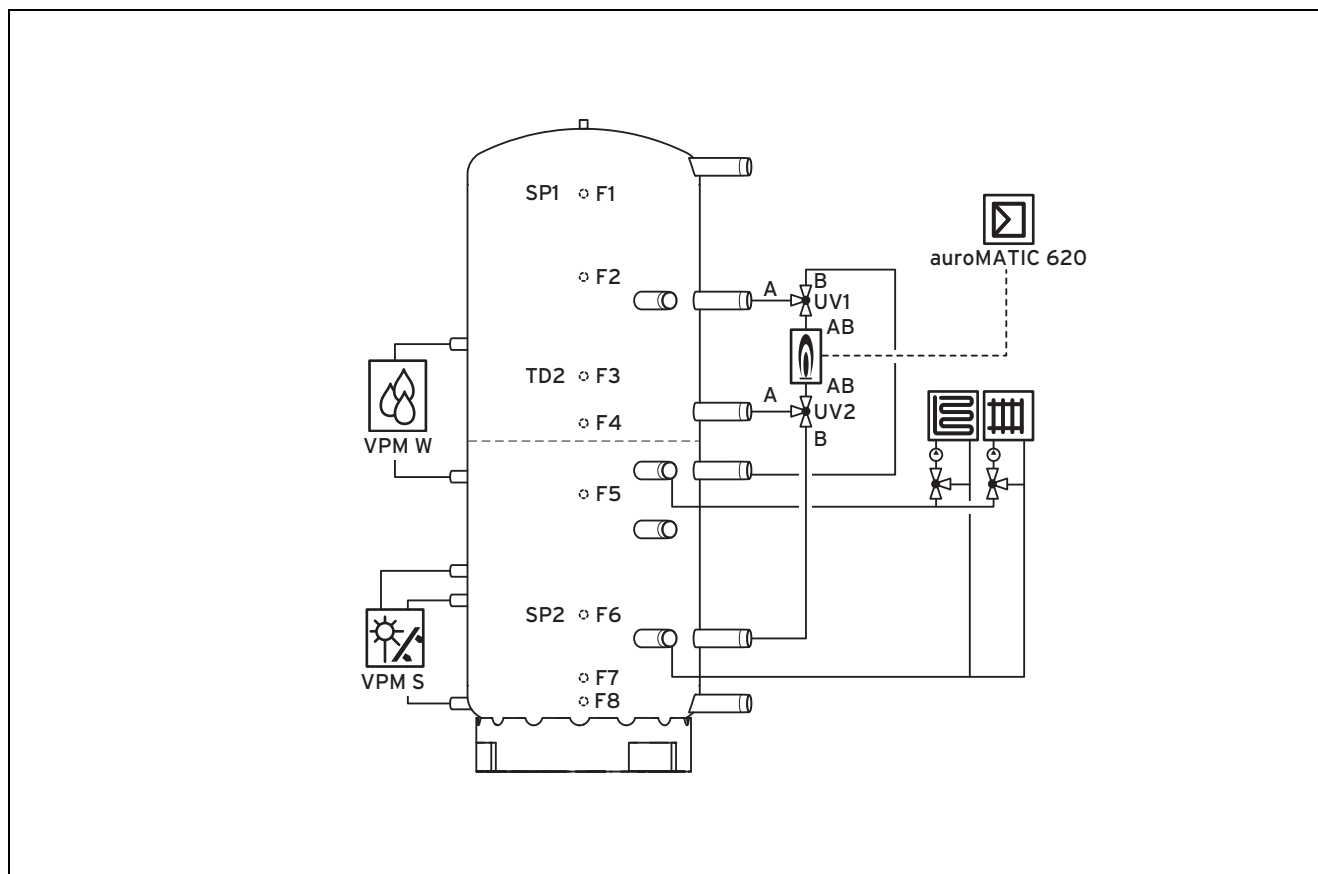 SP1 F1
auroMATIC 620
F2
A
B
UV1
AB
TD2 F3
AB
A
UV2
F4
B
VPM W
F5
SP2 F6
VPM S
F7
F8